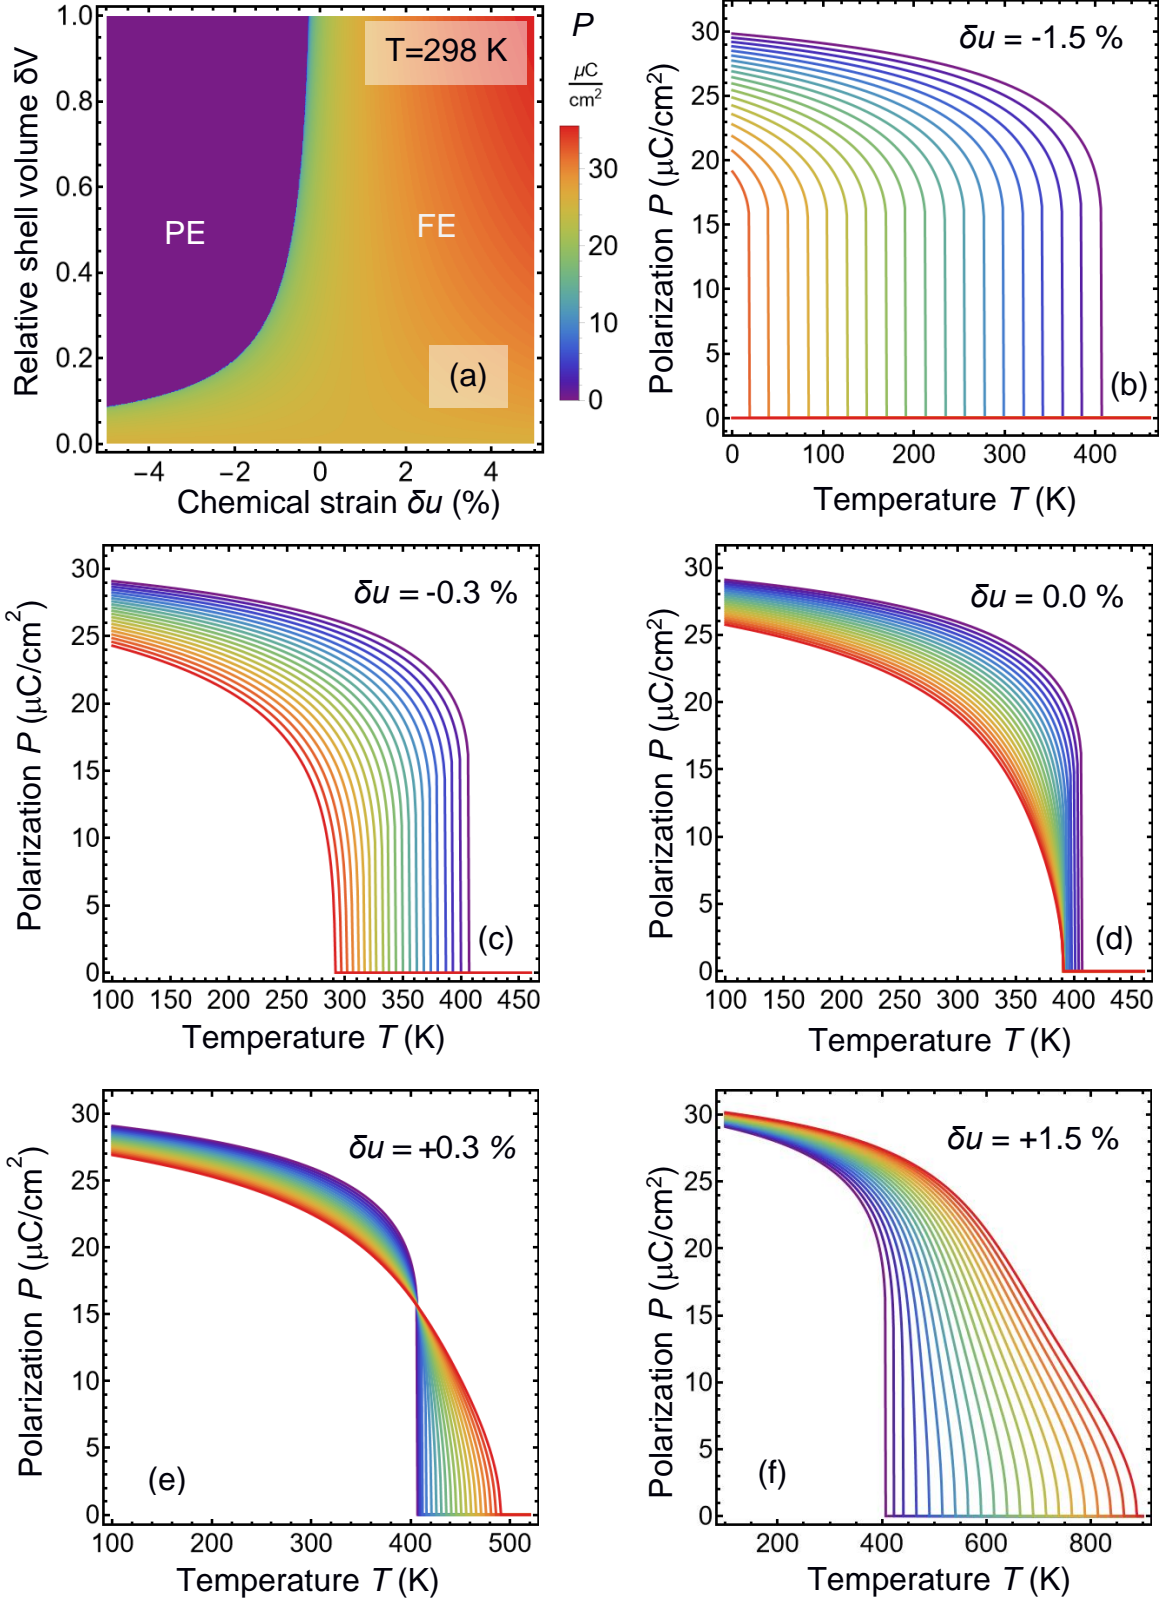 T=298 K
PE
FE
(a)
1.0
0.8
0.6
0.4
0.2
0.0
−4 −2 0 2 4
Relative shell volume δV
Chemical strain δu (%)
P
μC
cm²
30
20
10
0
δu = -1.5 %
(b)
30
25
20
15
10
5
0
0 100 200 300 400
Polarization P (μC/cm²)
Temperature T (K)
δu = -0.3 %
(c)
30
25
20
15
10
5
0
100 150 200 250 300 350 400 450
Polarization P (μC/cm²)
Temperature T (K)
δu = 0.0 %
(d)
30
25
20
15
10
5
0
100 150 200 250 300 350 400 450
Polarization P (μC/cm²)
Temperature T (K)
δu = +0.3 %
(e)
30
25
20
15
10
5
0
100 200 300 400 500
Polarization P (μC/cm²)
Temperature T (K)
δu = +1.5 %
(f)
30
25
20
15
10
5
0
200 400 600 800
Polarization P (μC/cm²)
Temperature T (K)